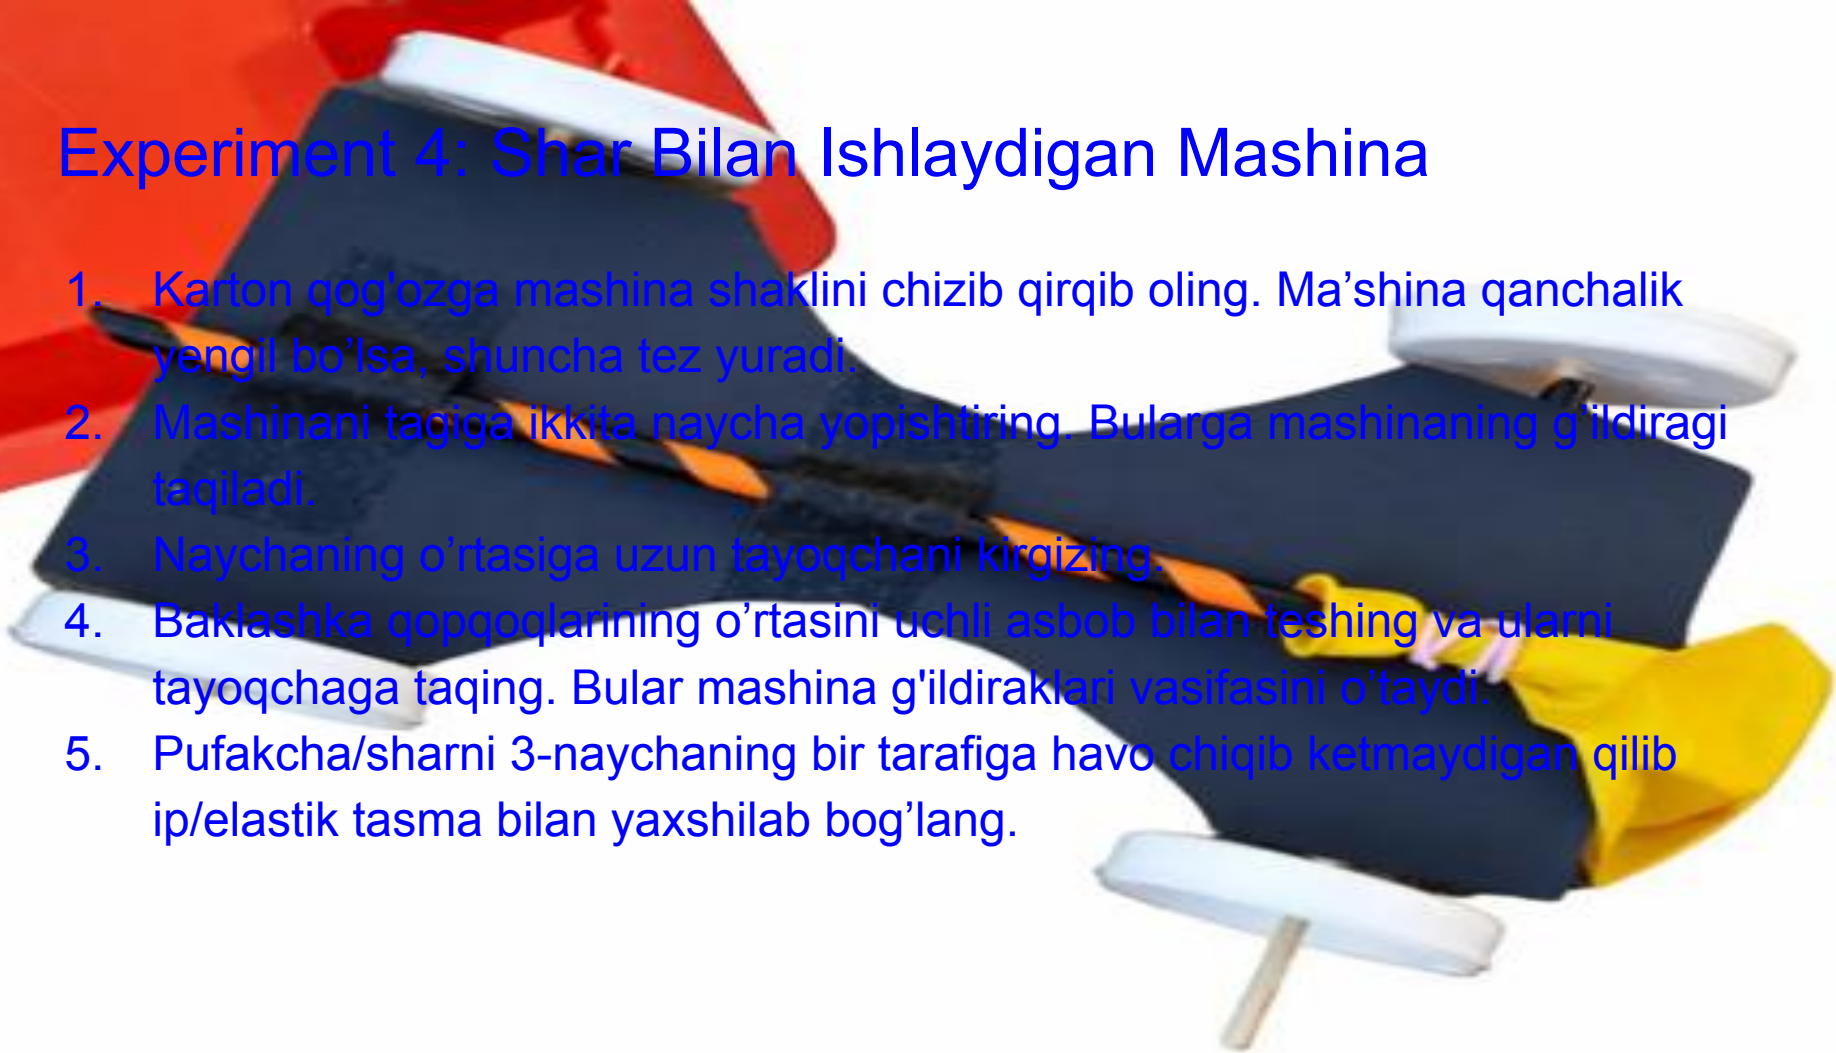 Experiment 4: Shar Bilan Ishlaydigan Mashina
1. Karton qog'ozga mashina shaklini chizib qirqib oling. Ma’shina qanchalik
yengil bo’lsa, shuncha tez yuradi.
2. Mashinani tagiga ikkita naycha yopishtiring. Bularga mashinaning g’ildiragi
taqiladi.
3. Naychaning o’rtasiga uzun tayoqchani kirgizing.
4. Baklashka qopqoqlarining o’rtasini uchli asbob bilan teshing va ularni
tayoqchaga taqing. Bular mashina g'ildiraklari vasifasini o’taydi.
5. Pufakcha/sharni 3-naychaning bir tarafiga havo chiqib ketmaydigan qilib
ip/elastik tasma bilan yaxshilab bog’lang.